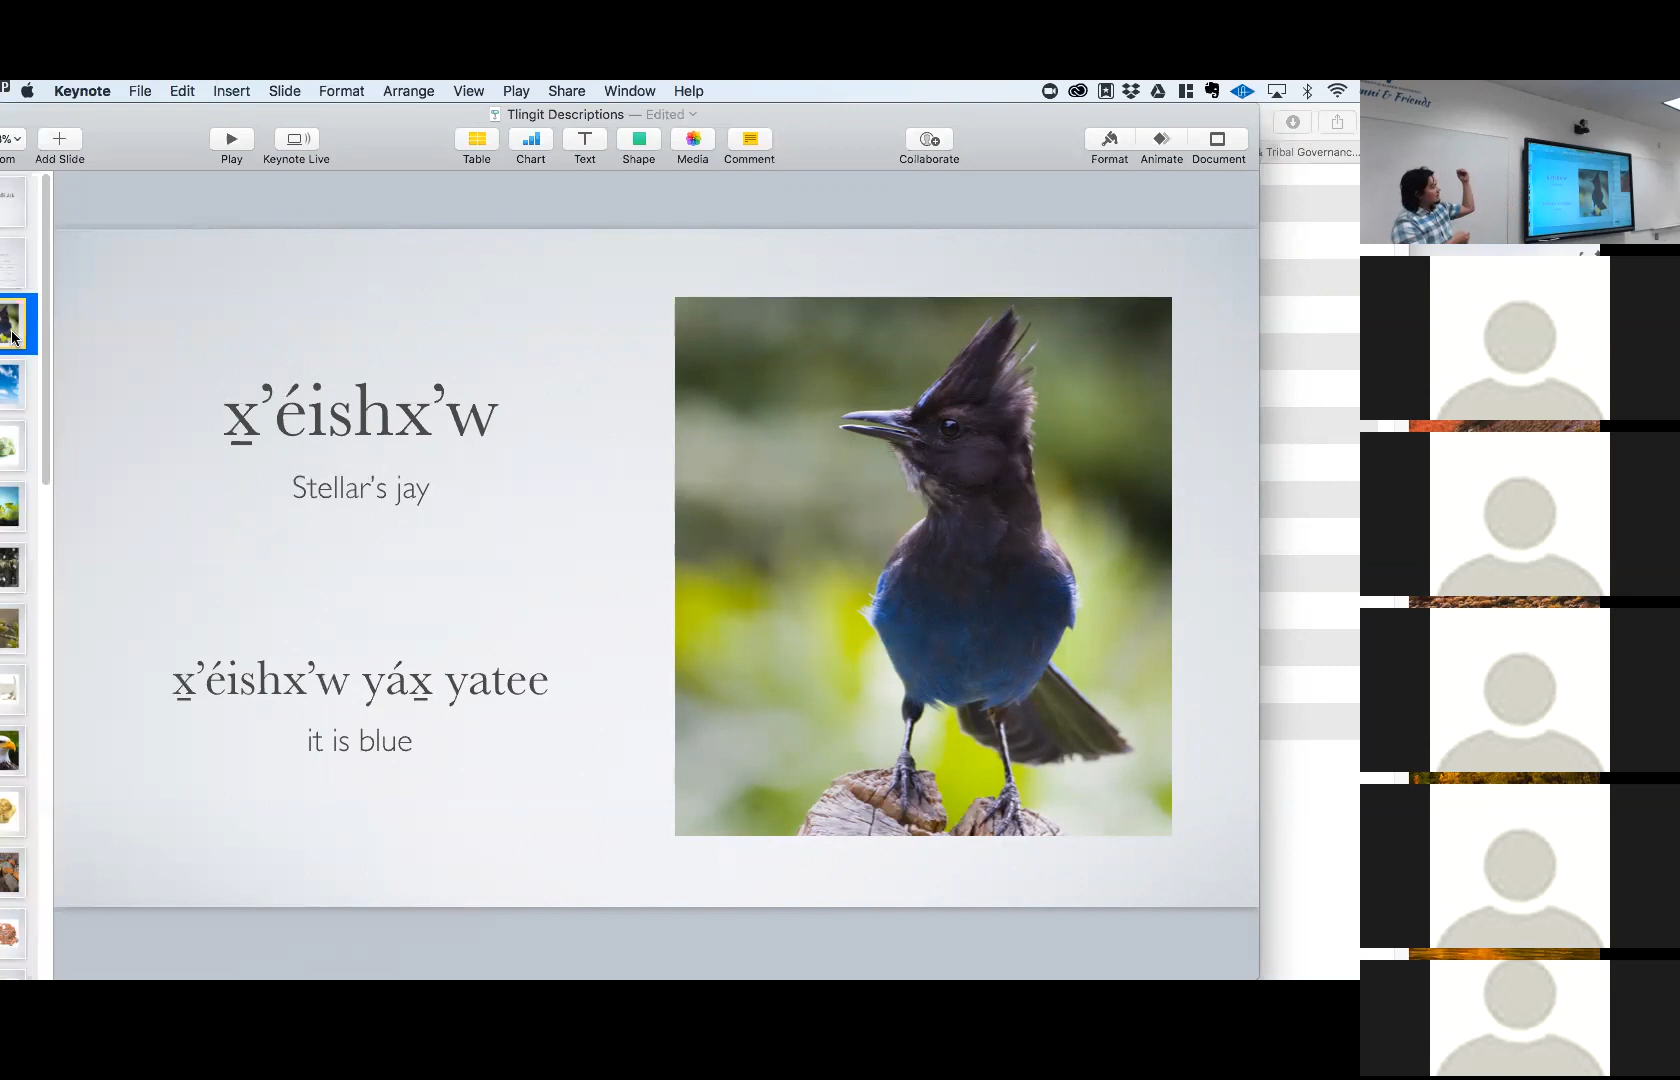 Keynote File Edit Insert Slide Format Arrange View Play Share Window Help
Tlingit Descriptions — Edited
Add Slide Play Keynote Live Table Chart Text Shape Media Comment Collaborate Format Animate Document
Tribal Governanc...
& Friends
x̱’éishx’w
Stellar’s jay
x̱’éishx’w yáx̱ yatee
it is blue